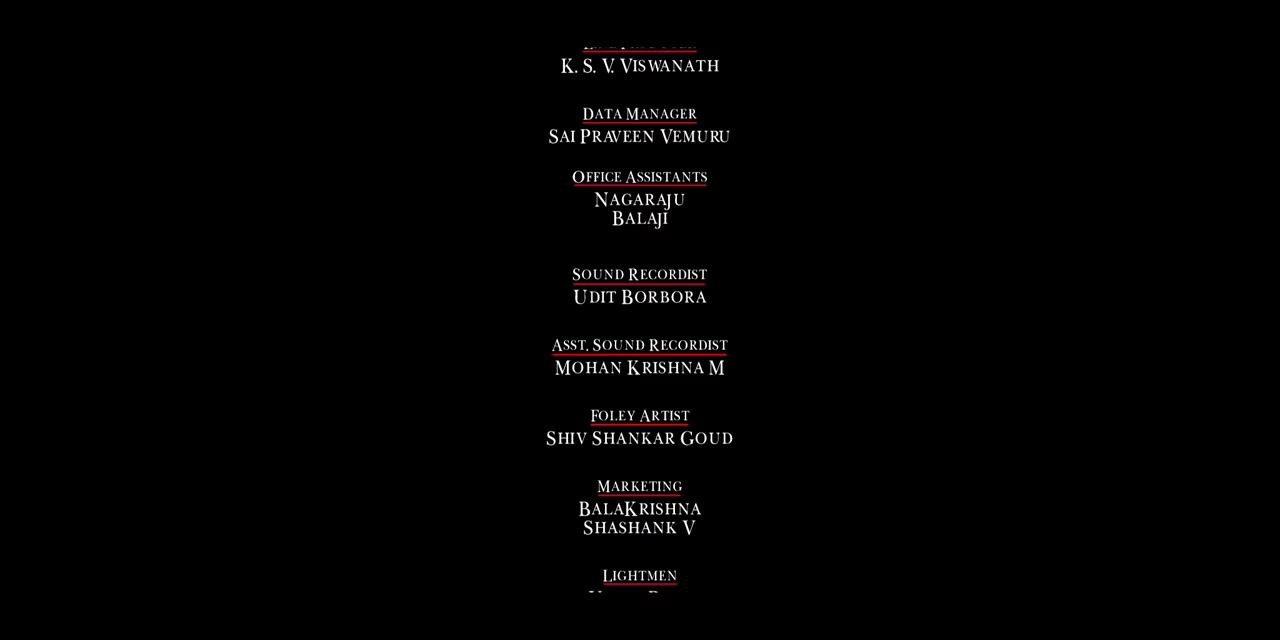 K. S. V. Viswanath
Data Manager
Sai Praveen Vemuru
Office Assistants
Nagaraju
Balaji
Sound Recordist
Udit Borbora
Asst. Sound Recordist
Mohan Krishna M
Foley Artist
Shiv Shankar Goud
Marketing
BalaKrishna
Shashank V
Lightmen